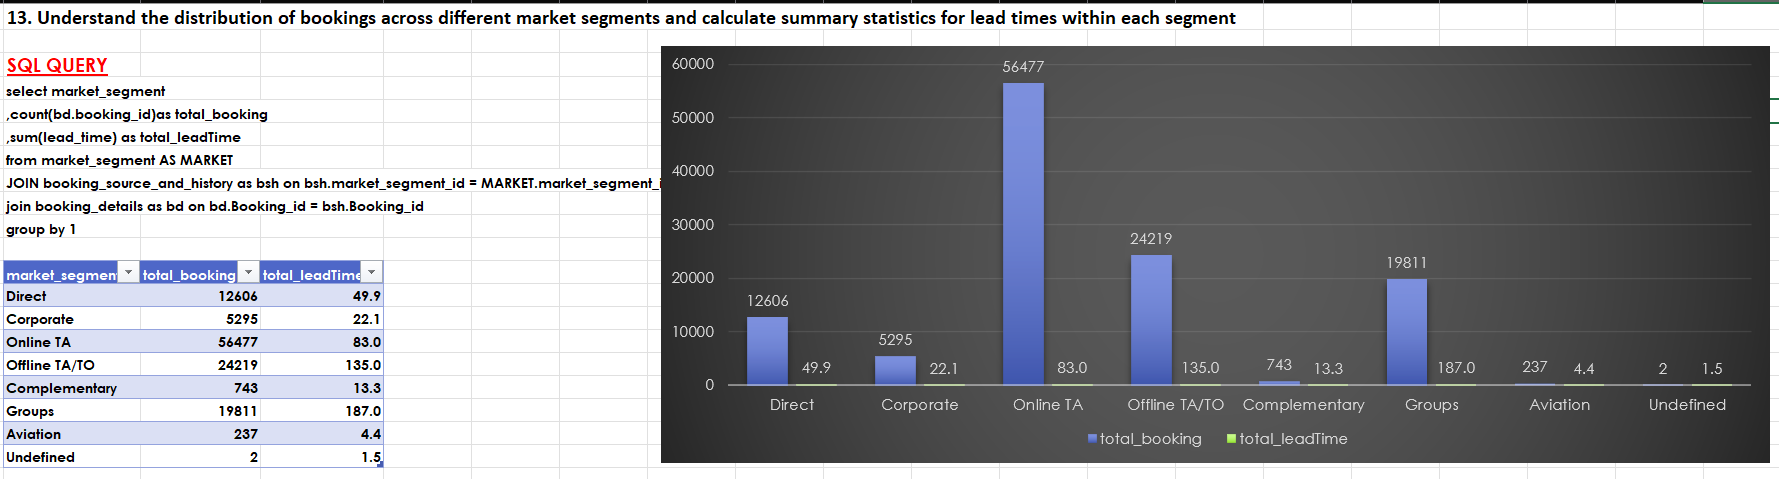 13. Understand the distribution of bookings across different market segments and calculate summary statistics for lead times within each segment
SQL QUERY
select market_segment
,count(bd.booking_id)as total_booking
,sum(lead_time) as total_leadTime
from market_segment AS MARKET
JOIN booking_source_and_history as bsh on bsh.market_segment_id = MARKET.market_segment_i
join booking_details as bd on bd.Booking_id = bsh.Booking_id
group by 1
market_segmen total_booking total_leadTime
Direct 12606 49.9
Corporate 5295 22.1
Online TA 56477 83.0
Offline TA/TO 24219 135.0
Complementary 743 13.3
Groups 19811 187.0
Aviation 237 4.4
Undefined 2 1.5
60000
50000
40000
30000
20000
10000
0
12606 49.9
5295 22.1
56477 83.0
24219 135.0
743 13.3
19811 187.0
237 4.4
2 1.5
Direct Corporate Online TA Offline TA/TO Complementary Groups Aviation Undefined
total_booking total_leadTime